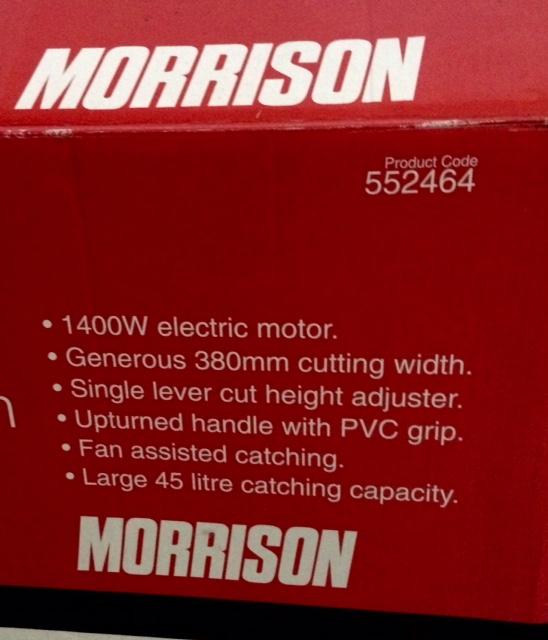 MORRISON
Product Code
552464
• 1400W electric motor.
• Generous 380mm cutting width.
• Single lever cut height adjuster.
• Upturned handle with PVC grip.
• Fan assisted catching.
• Large 45 litre catching capacity.
MORRISON